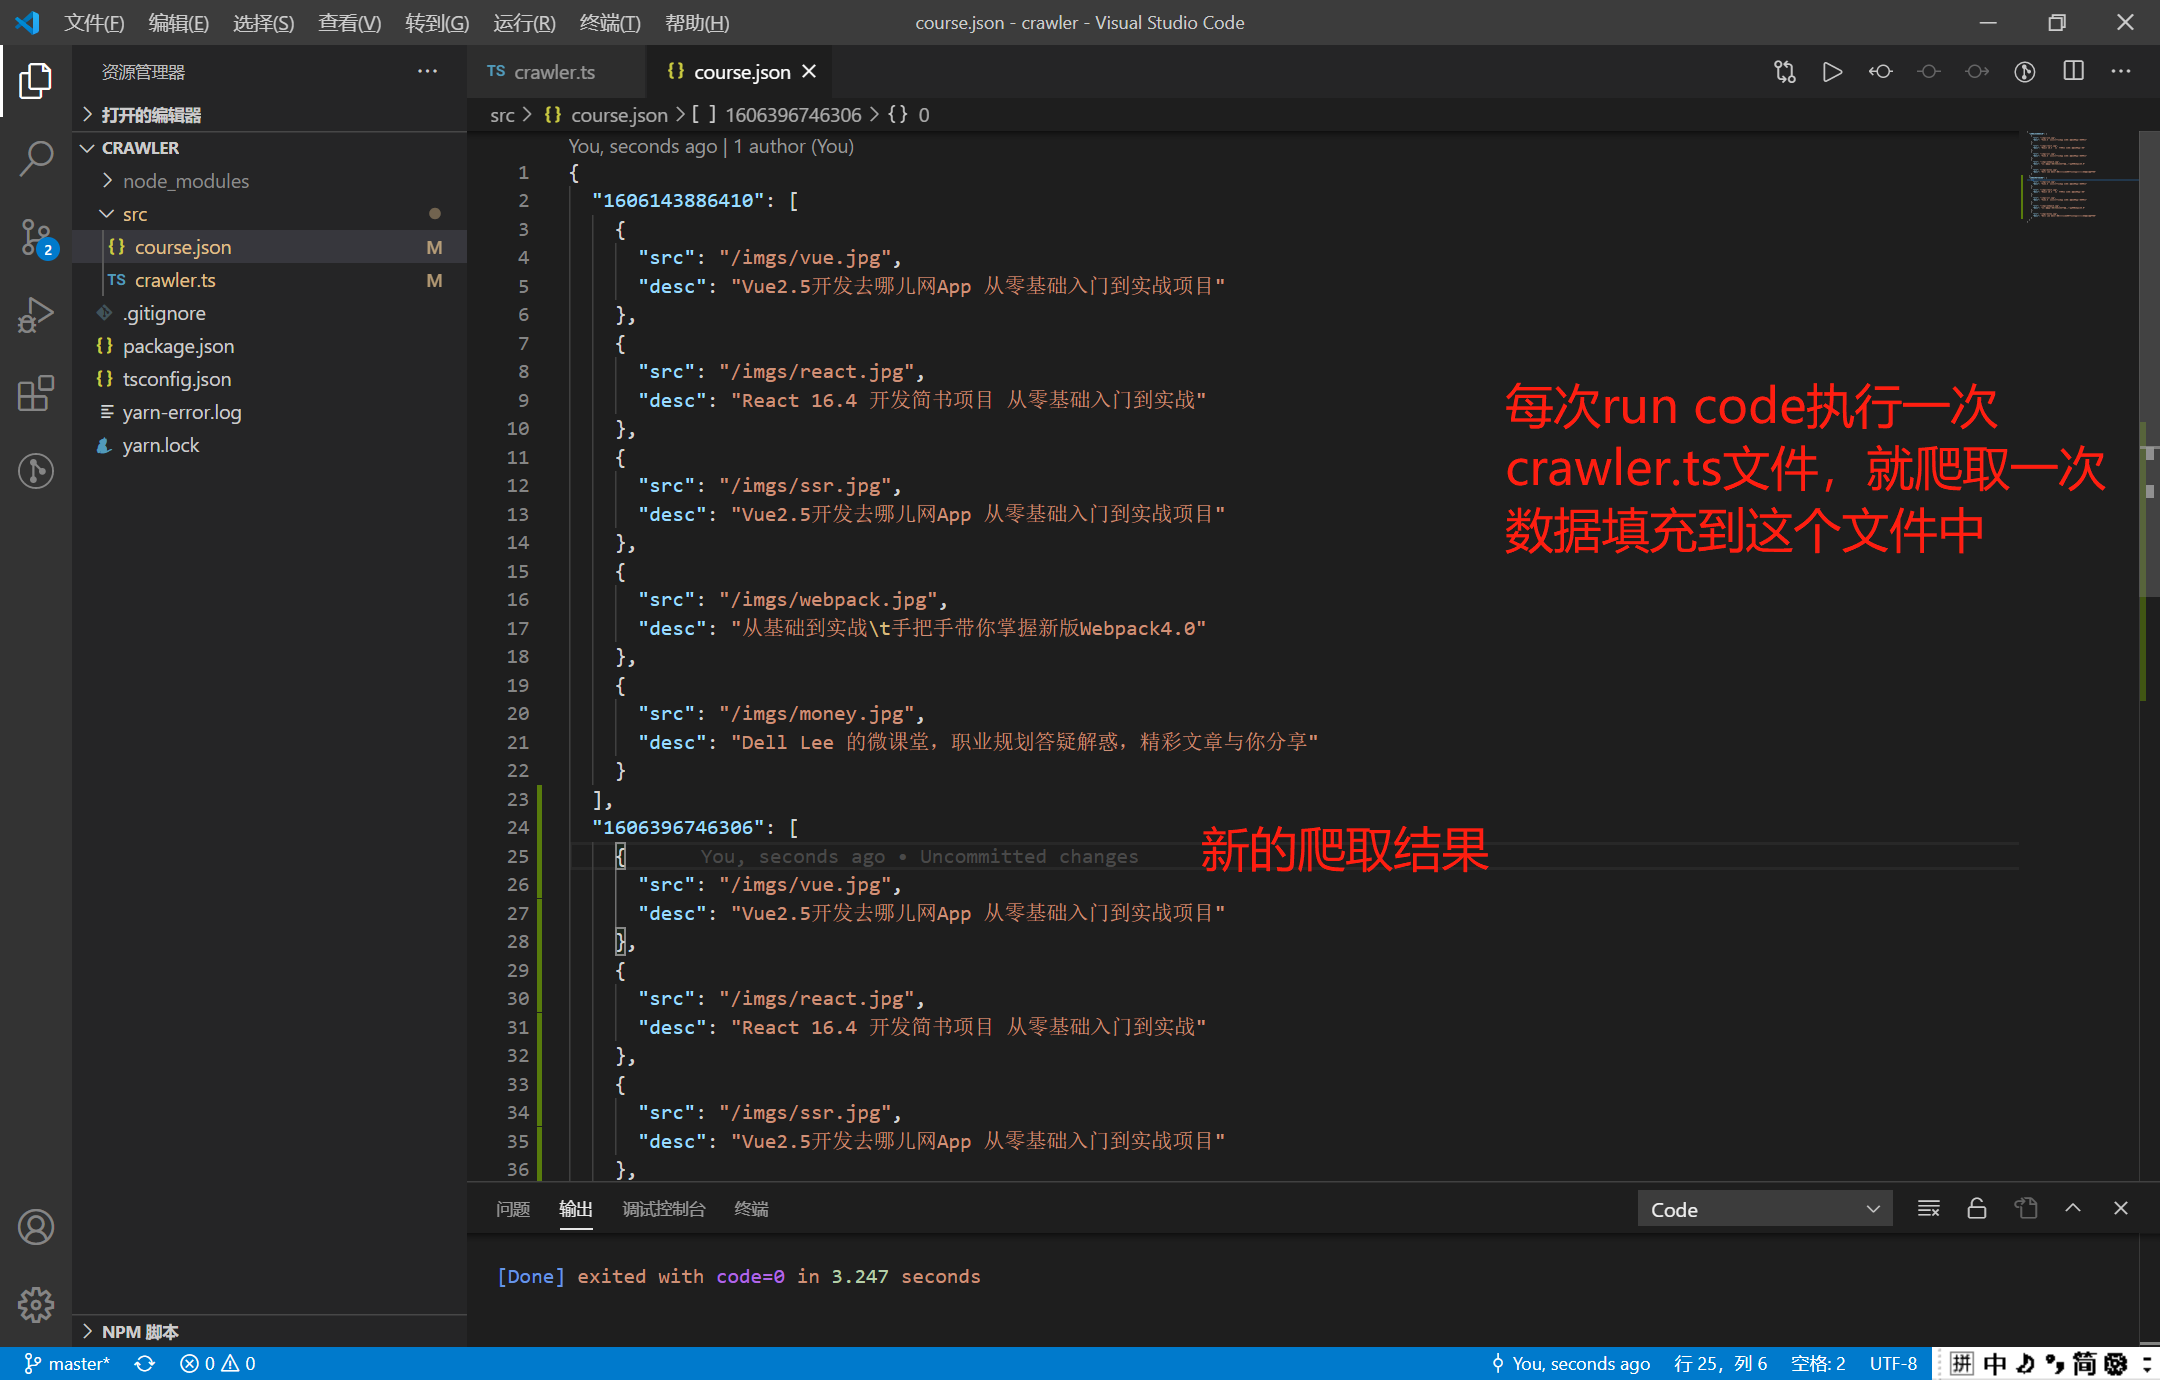 文件(F) 编辑(E) 选择(S) 查看(V) 转到(G) 运行(R) 终端(T) 帮助(H) course.json - crawler - Visual Studio Code
资源管理器
TS crawler.ts
{} course.json
打开的编辑器
src > {} course.json > [ ] 1606396746306 > {} 0
CRAWLER
node_modules
src
{} course.json M
TS crawler.ts M
.gitignore
{} package.json
{} tsconfig.json
yarn-error.log
yarn.lock
2
NPM 脚本
You, seconds ago | 1 author (You)
1 {
2 "1606143886410": [
3 {
4 "src": "/imgs/vue.jpg",
5 "desc": "Vue2.5开发去哪儿网App 从零基础入门到实战项目"
6 },
7 {
8 "src": "/imgs/react.jpg",
9 "desc": "React 16.4 开发简书项目 从零基础入门到实战"
10 },
11 {
12 "src": "/imgs/ssr.jpg",
13 "desc": "Vue2.5开发去哪儿网App 从零基础入门到实战项目"
14 },
15 {
16 "src": "/imgs/webpack.jpg",
17 "desc": "从基础到实战\t手把手带你掌握新版Webpack4.0"
18 },
19 {
20 "src": "/imgs/money.jpg",
21 "desc": "Dell Lee 的微课堂，职业规划答疑解惑，精彩文章与你分享"
22 }
23 ],
24 "1606396746306": [
25 { You, seconds ago • Uncommitted changes
26 "src": "/imgs/vue.jpg",
27 "desc": "Vue2.5开发去哪儿网App 从零基础入门到实战项目"
28 },
29 {
30 "src": "/imgs/react.jpg",
31 "desc": "React 16.4 开发简书项目 从零基础入门到实战"
32 },
33 {
34 "src": "/imgs/ssr.jpg",
35 "desc": "Vue2.5开发去哪儿网App 从零基础入门到实战项目"
36 },
每次run code执行一次
crawler.ts文件，就爬取一次
数据填充到这个文件中
新的爬取结果
问题 输出 调试控制台 终端 Code
[Done] exited with code=0 in 3.247 seconds
master* 0 0 You, seconds ago 行 25，列 6 空格: 2 UTF-8 拼 中 简